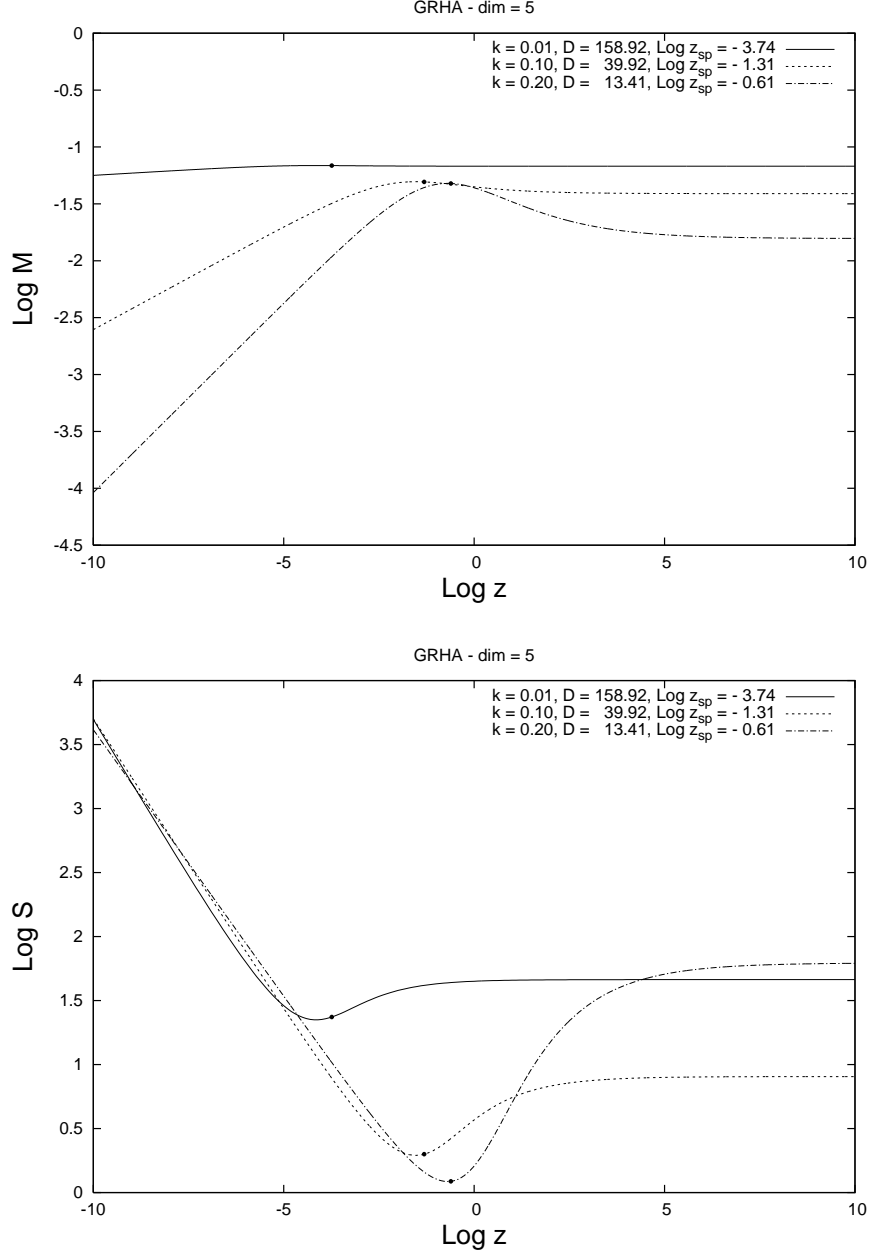 GRHA - dim = 5
k = 0.01, D = 158.92, Log z_sp = - 3.74
k = 0.10, D = 39.92, Log z_sp = - 1.31
k = 0.20, D = 13.41, Log z_sp = - 0.61
0
-0.5
-1
-1.5
-2
-2.5
-3
-3.5
-4
-4.5
Log M
-10 -5 0 5 10
Log z
GRHA - dim = 5
k = 0.01, D = 158.92, Log z_sp = - 3.74
k = 0.10, D = 39.92, Log z_sp = - 1.31
k = 0.20, D = 13.41, Log z_sp = - 0.61
4
3.5
3
2.5
2
1.5
1
0.5
0
Log S
-10 -5 0 5 10
Log z